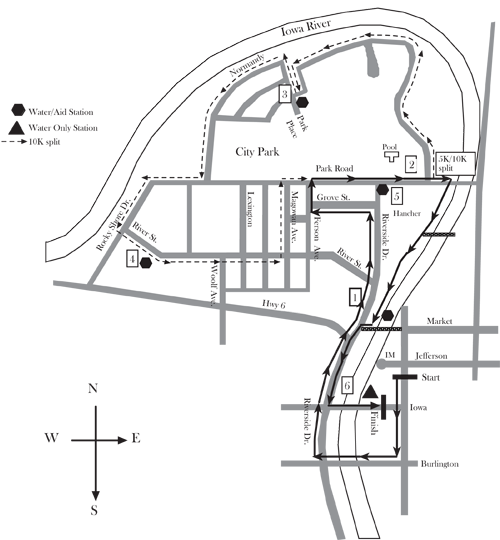 Iowa River
Normandy
3
Water/Aid Station
Water Only Station
10K split
Park
Place
City Park
Pool
2
5K/10K
split
Park Road
Lexington
Magowan Ave.
Grove St.
5
Hancher
Rocky Shore Dr.
River St.
Ferson Ave.
Riverside Dr.
4
Woolf Ave.
River St.
1
Hwy 6
Market
IM
Jefferson
6
Start
N
W
E
S
Riverside Dr.
Finish
Iowa
Burlington